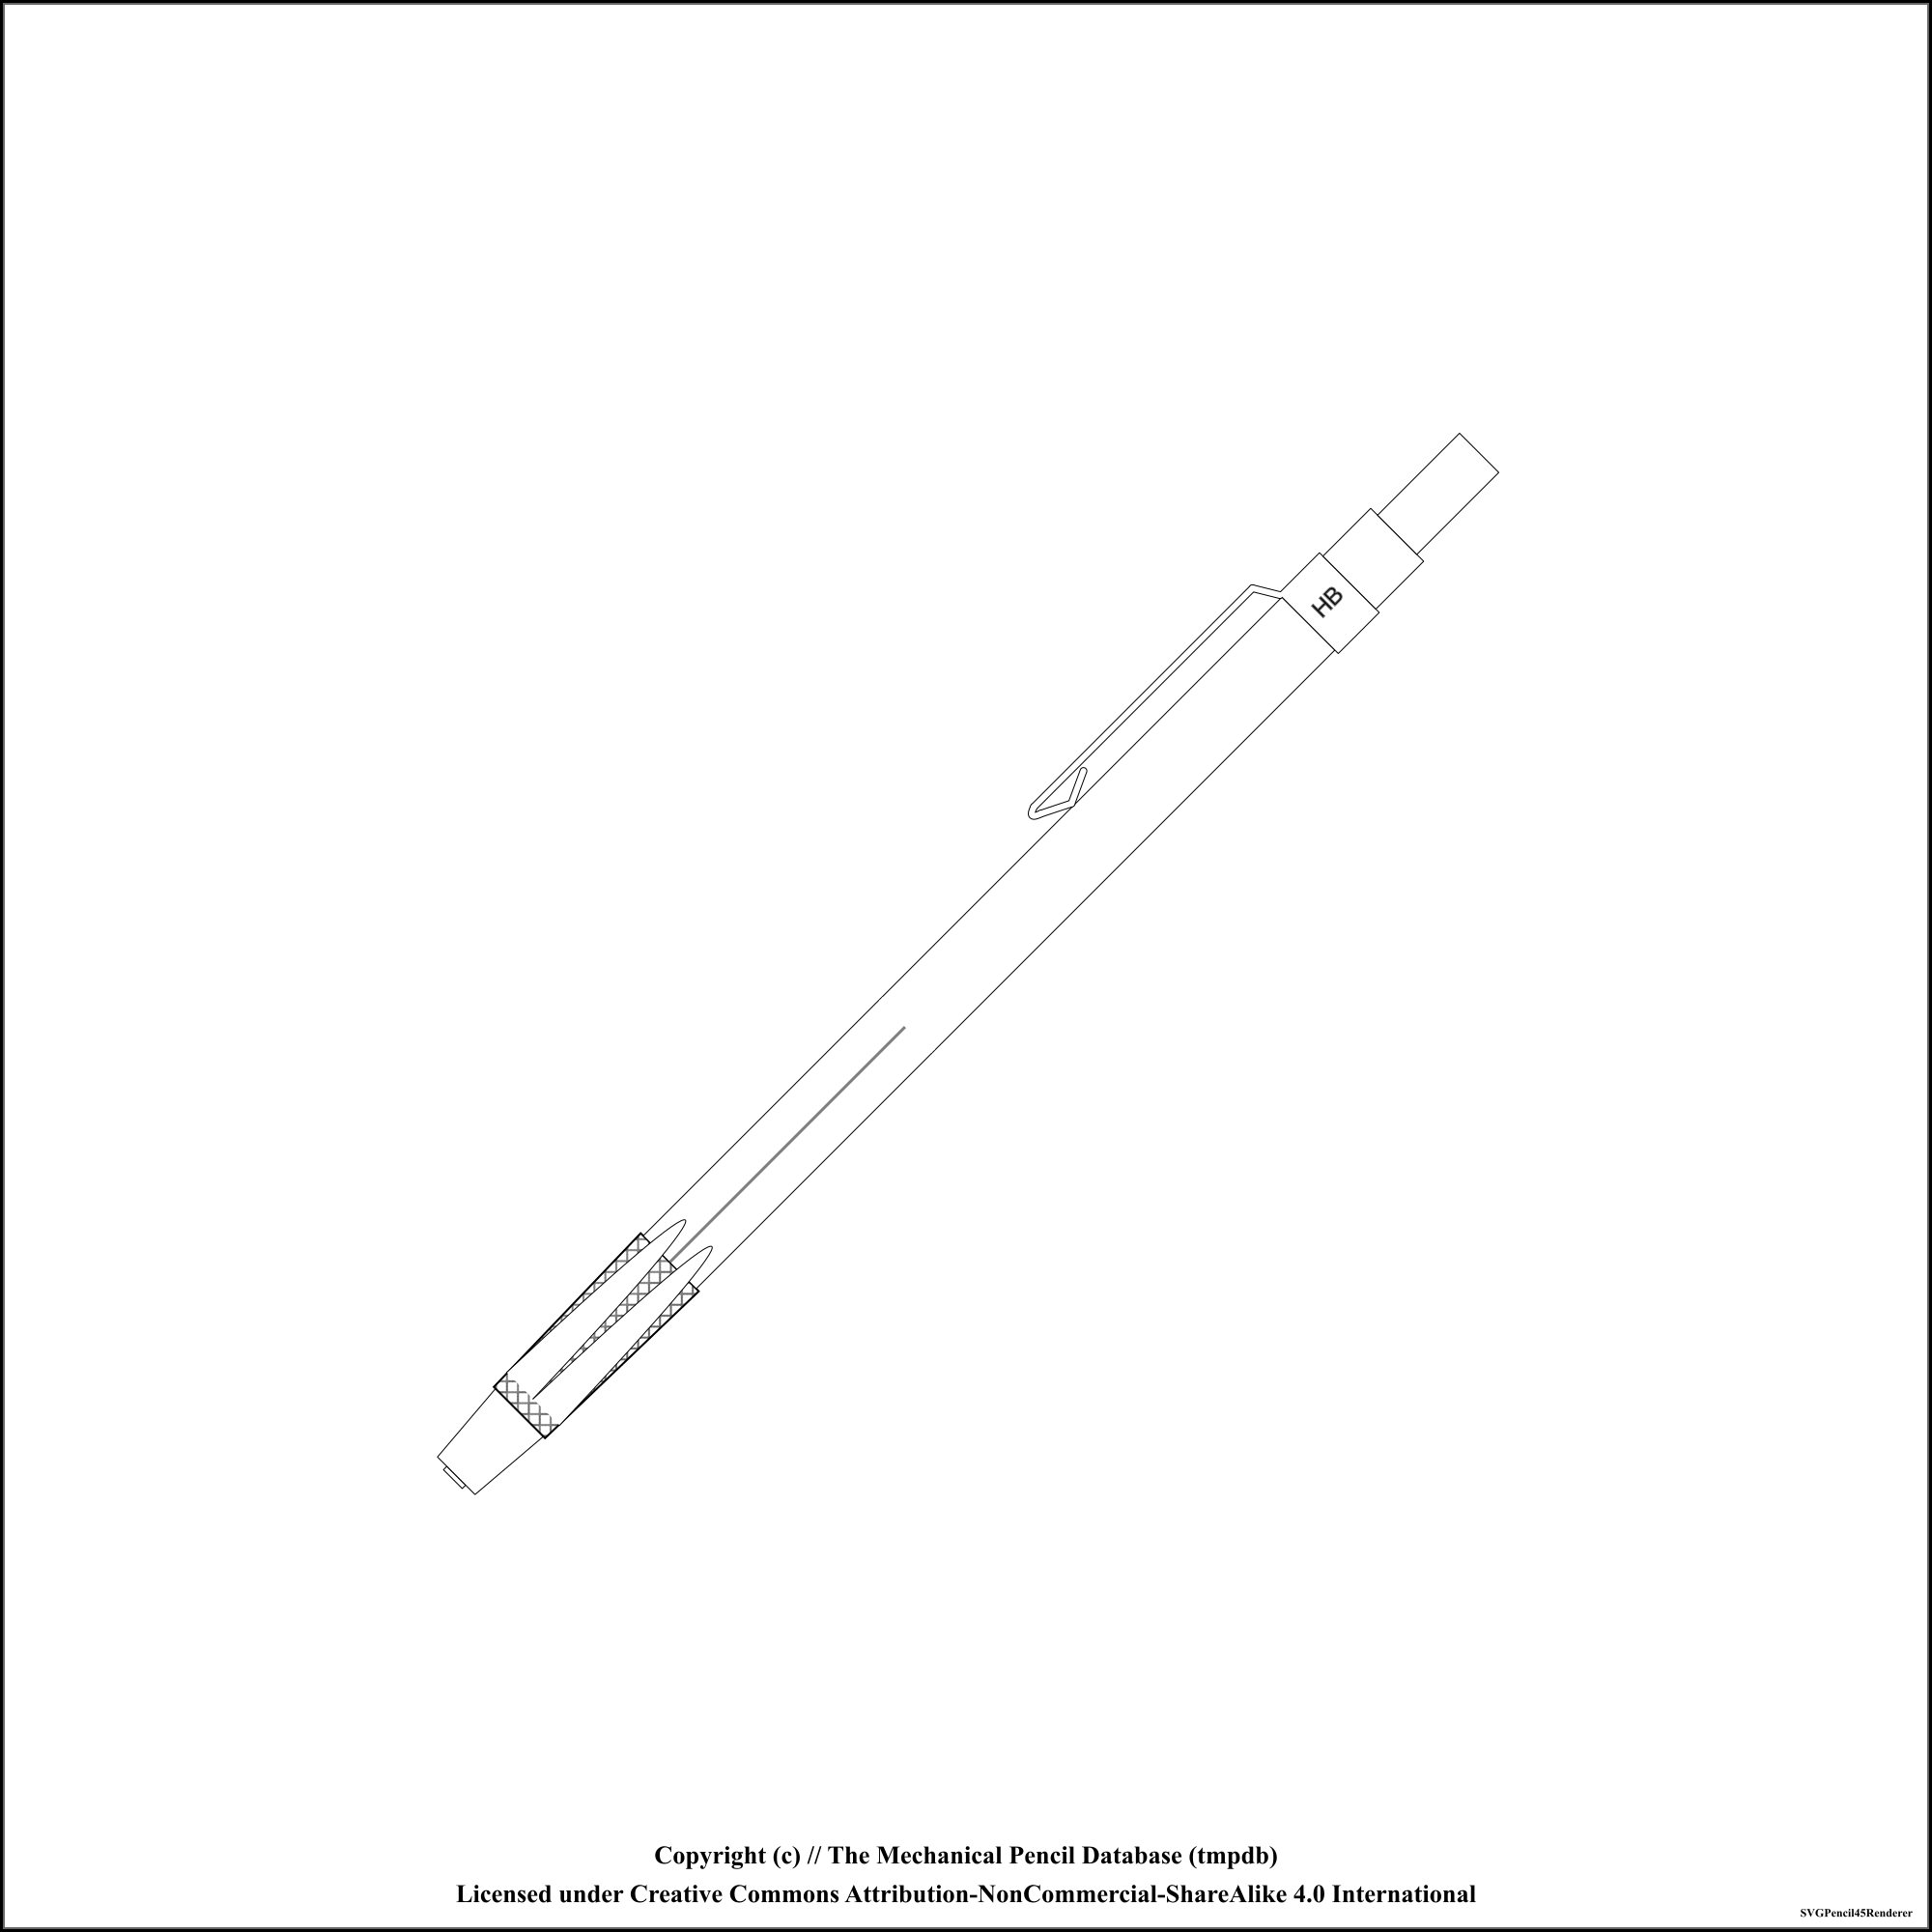 HB
Copyright (c) // The Mechanical Pencil Database (tmpdb)
Licensed under Creative Commons Attribution-NonCommercial-ShareAlike 4.0 International
SVGPencil45Renderer